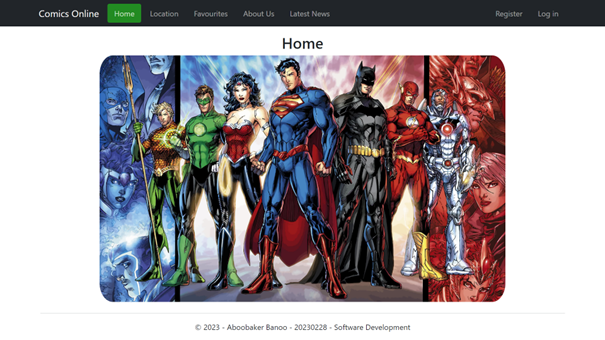 Comics Online Home Location Favourites About Us Latest News Register Log in
Home
© 2023 - Aboobaker Banoo - 20230228 - Software Development